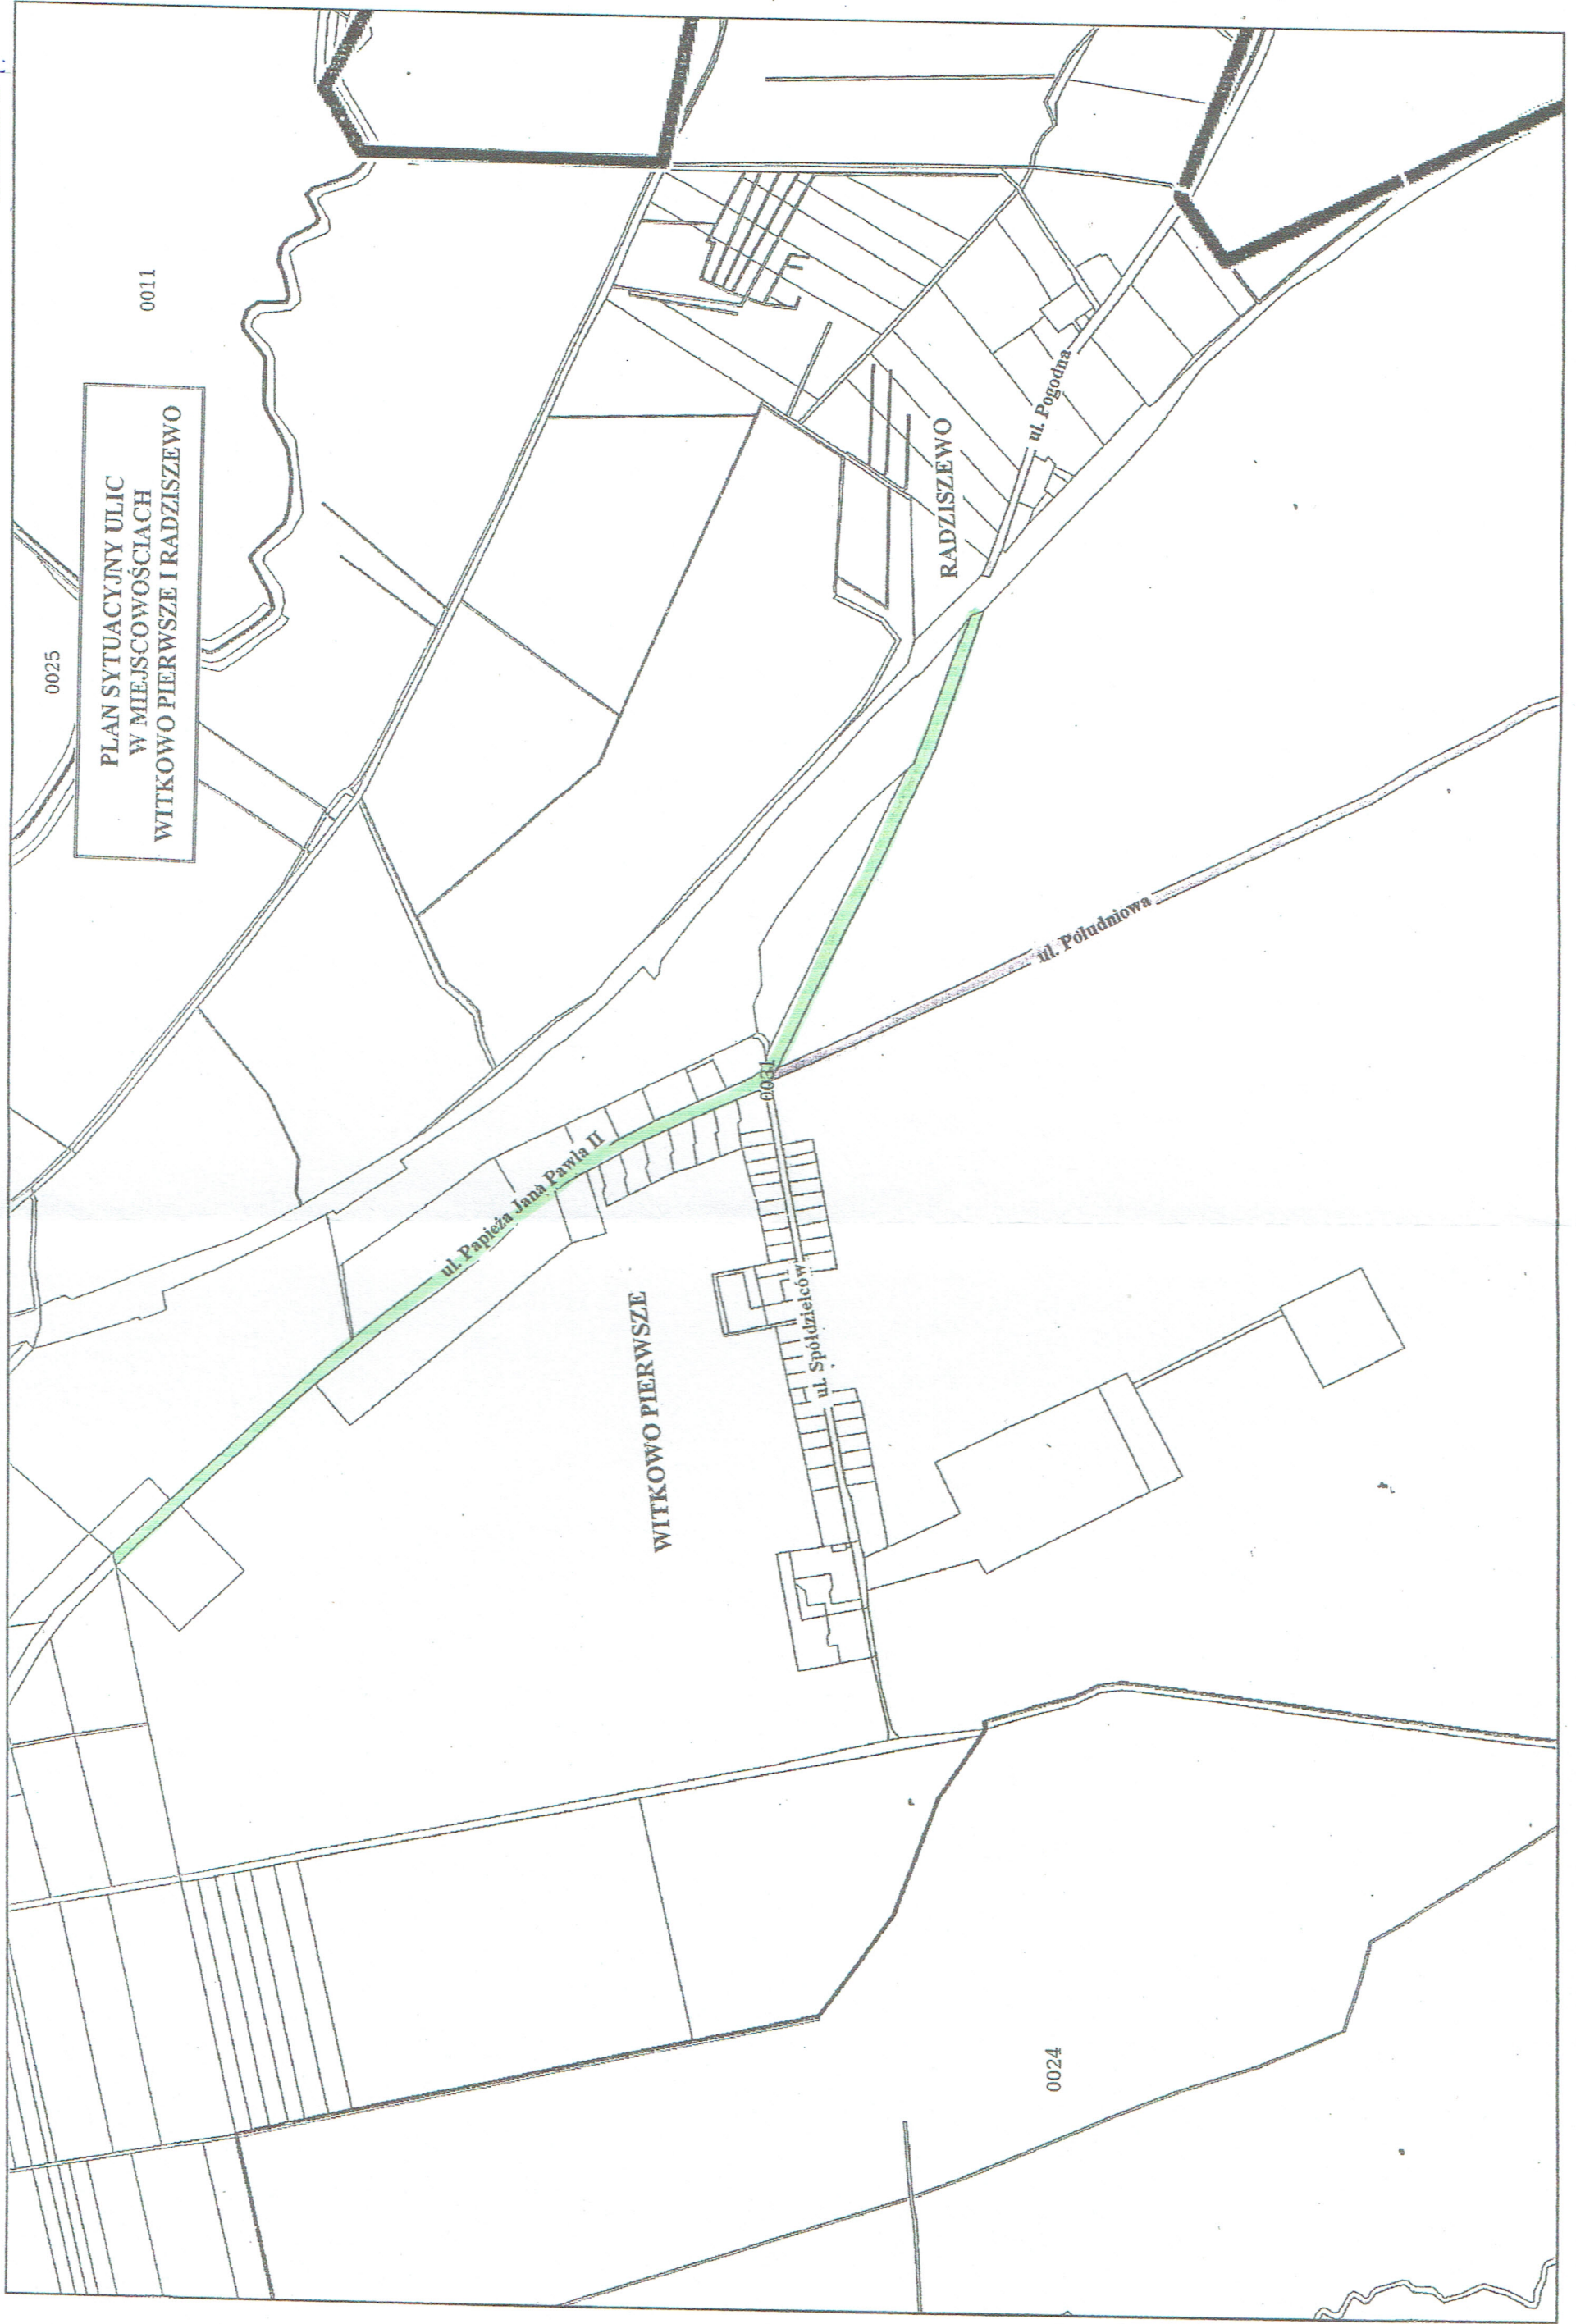 PLAN SYTUACYJNY ULIC
W MIEJSCOWOŚCIACH
WITKOWO PIERWSZE I RADZISZEWO
0025
0011
RADZISZEWO
ul. Pogodna
ul. Południowa
0031
ul. Papieża Jana Pawła II
WITKOWO PIERWSZE
ul. Spółdzielców
0024